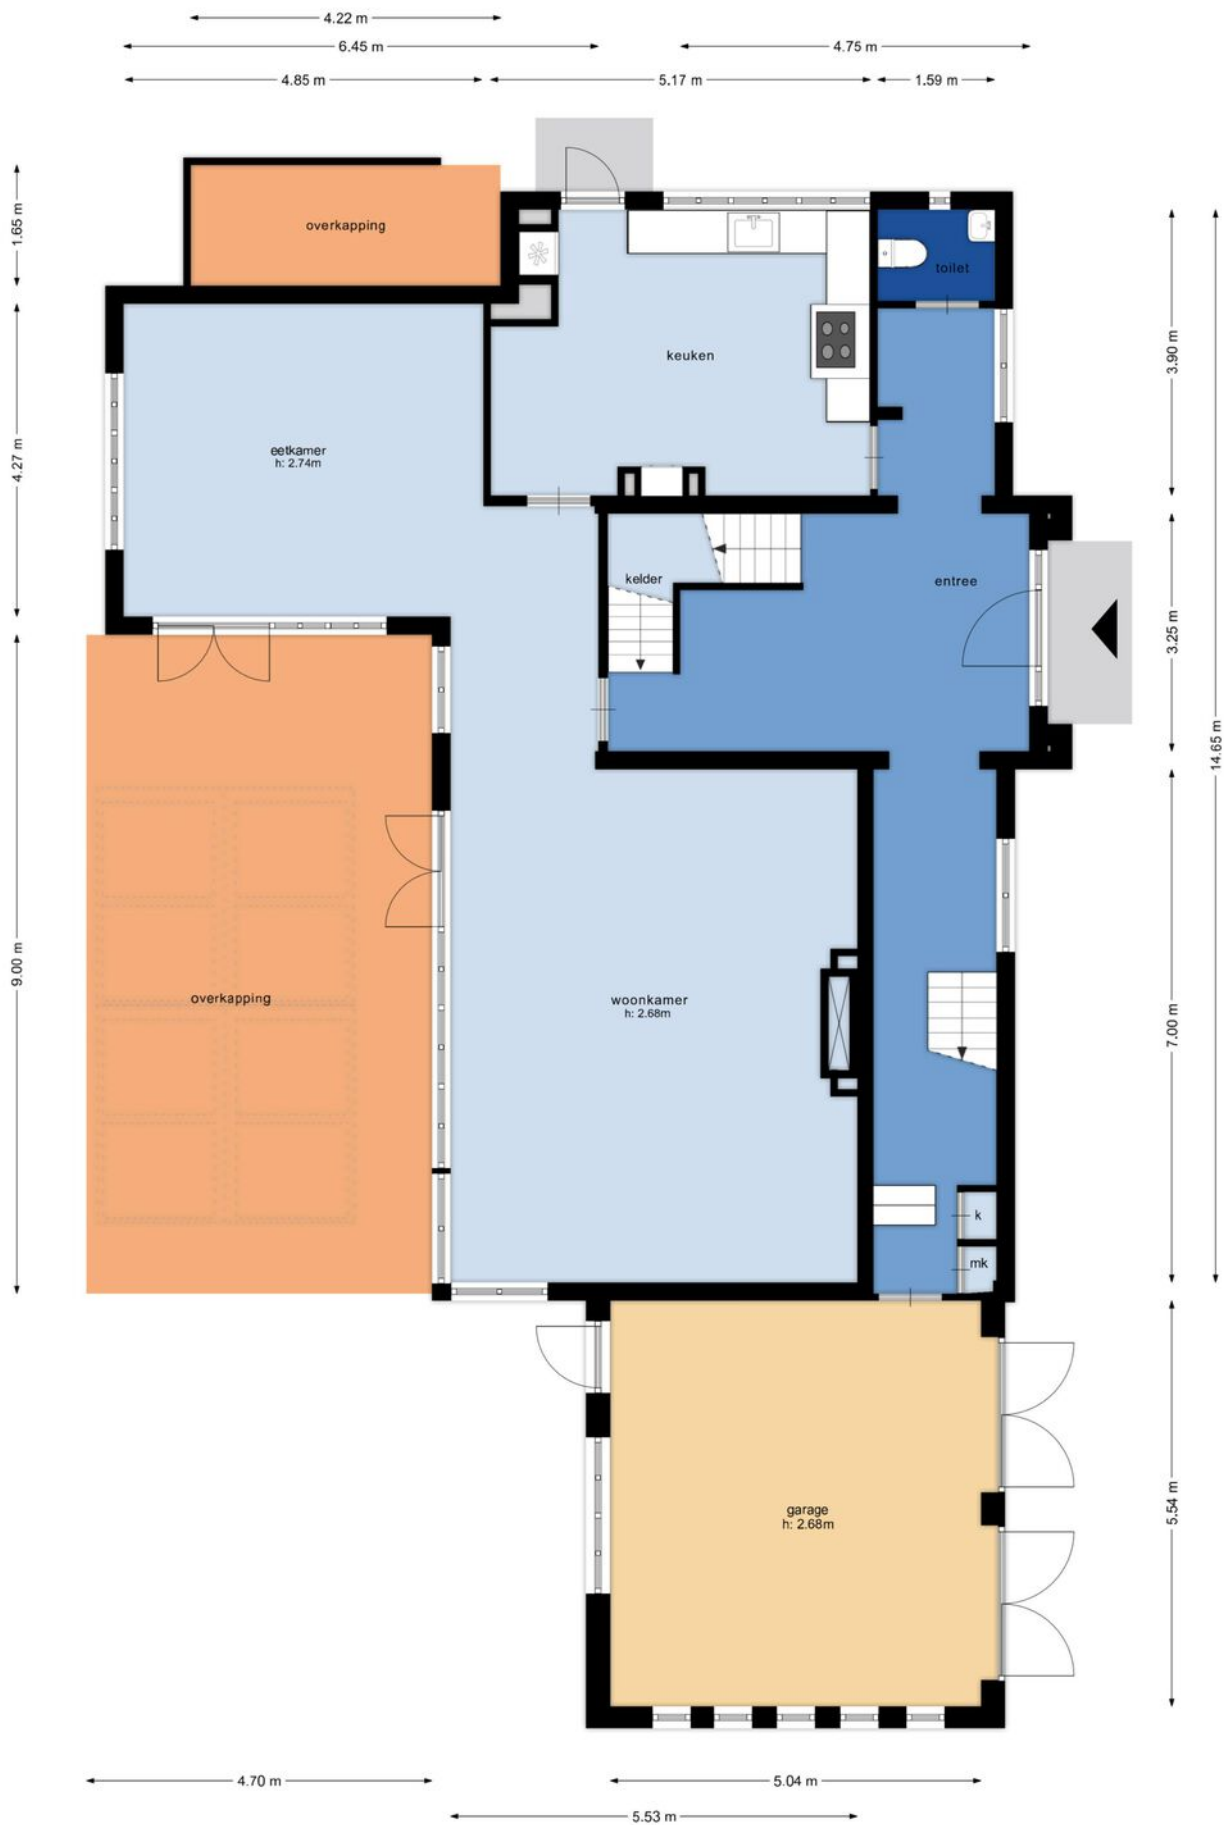 4.22 m
6.45 m
4.75 m
4.85 m
5.17 m
1.59 m
1.65 m
overkapping
toilet
keuken
3.90 m
4.27 m
eetkamer
h: 2.74m
kelder
entree
3.25 m
14.65 m
9.00 m
overkapping
woonkamer
h: 2.68m
7.00 m
k
mk
garage
h: 2.68m
5.54 m
4.70 m
5.04 m
5.53 m